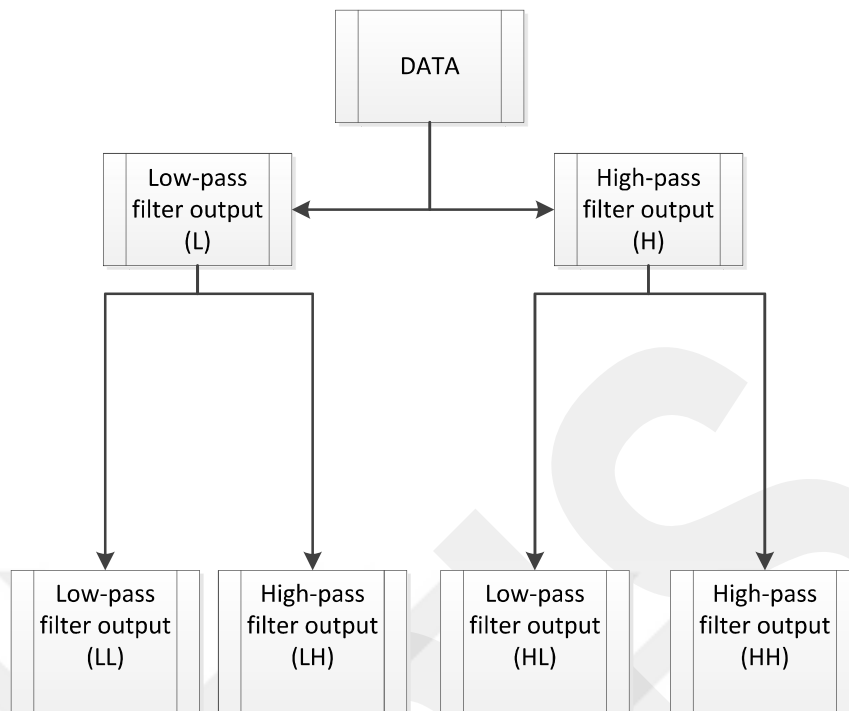 DATA
Low-pass
filter output
(L)
High-pass
filter output
(H)
Low-pass
filter output
(LL)
High-pass
filter output
(LH)
Low-pass
filter output
(HL)
High-pass
filter output
(HH)